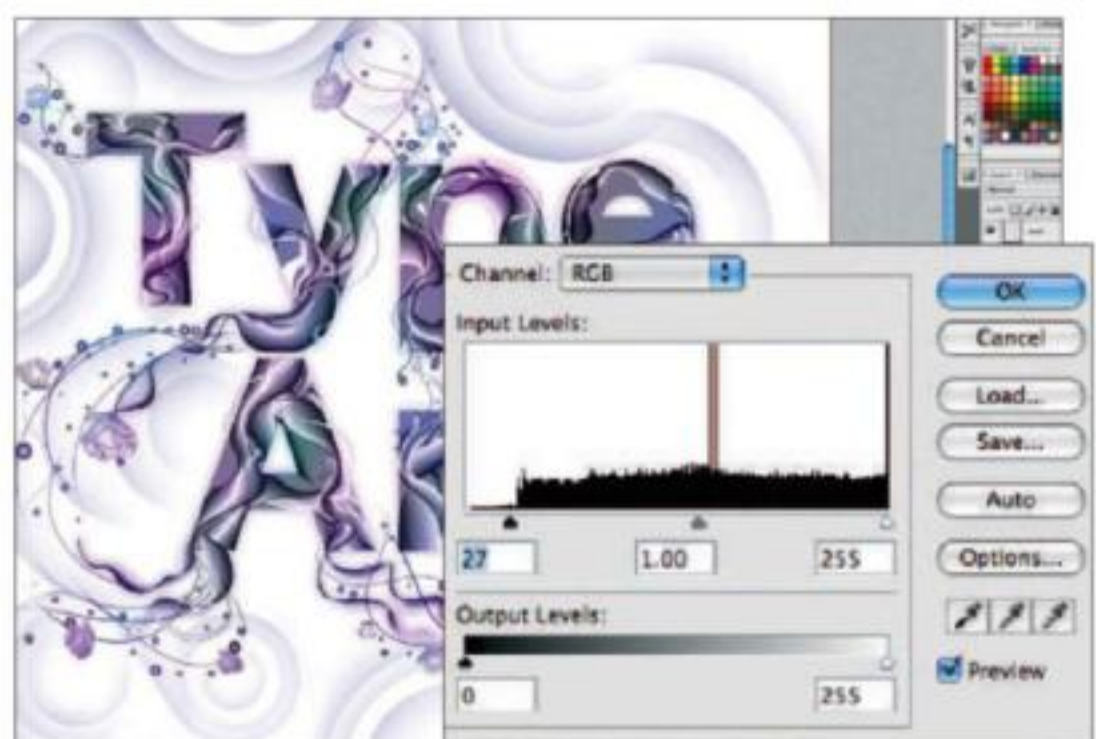 Type
A
Channel: RGB
OK
Input Levels:
Cancel
Load...
Save...
Auto
27 1.00 255
Options...
Output Levels:
Preview
0 255